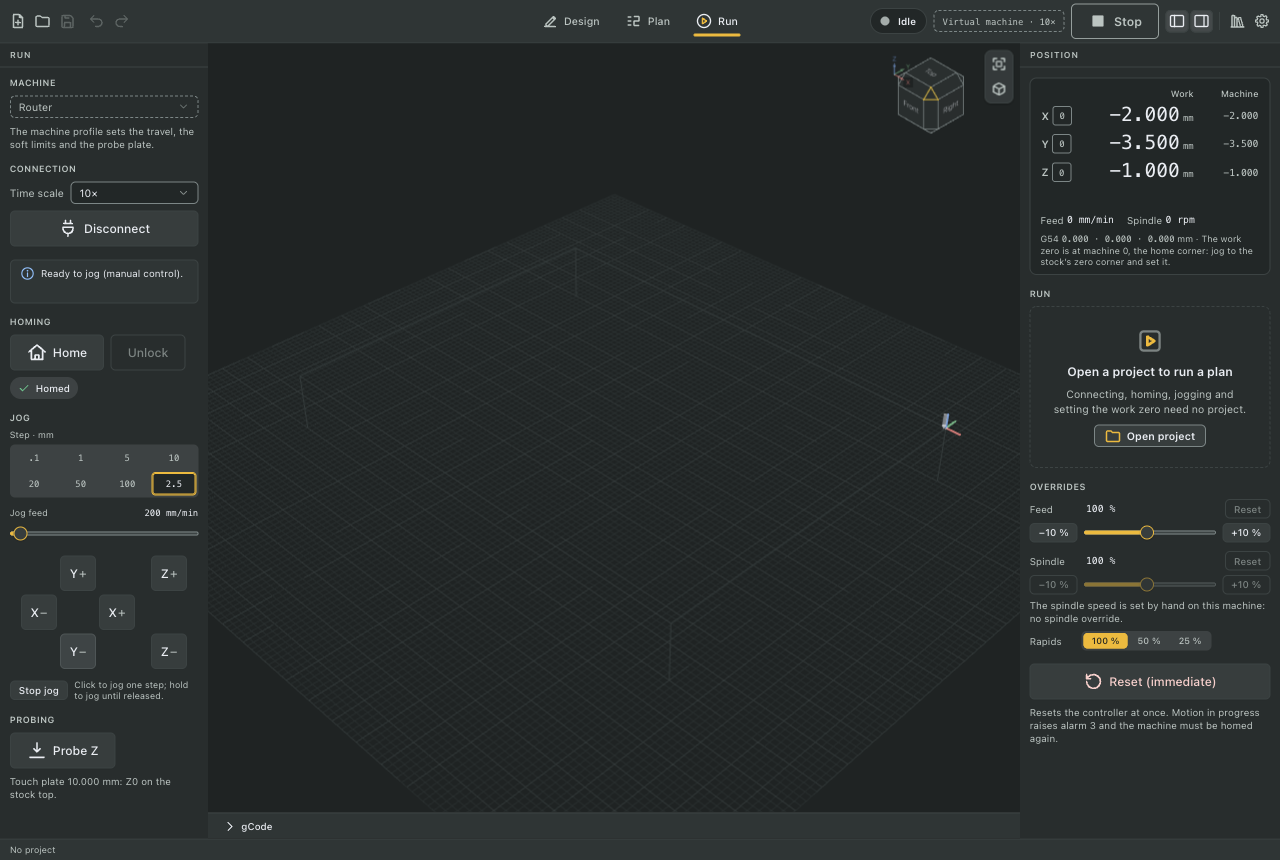 Design
Plan
Run
Idle
Virtual machine · 10×
Stop
RUN
MACHINE
Router
The machine profile sets the travel, the
soft limits and the probe plate.
CONNECTION
Time scale
10×
Disconnect
Ready to jog (manual control).
HOMING
Home
Unlock
Homed
JOG
Step · mm
.1
1
5
10
20
50
100
2.5
Jog feed
200 mm/min
Y+
Z+
X−
X+
Y−
Z−
Stop jog
Click to jog one step; hold
to jog until released.
PROBING
Probe Z
Touch plate 10.000 mm: Z0 on the
stock top.
Top
Front
Right
gCode
POSITION
Work
Machine
X 0 −2.000 mm −2.000
Y 0 −3.500 mm −3.500
Z 0 −1.000 mm −1.000
Feed 0 mm/min Spindle 0 rpm
G54 0.000 · 0.000 · 0.000 mm · The work
zero is at machine 0, the home corner: jog to the
stock's zero corner and set it.
RUN
Open a project to run a plan
Connecting, homing, jogging and
setting the work zero need no project.
Open project
OVERRIDES
Feed
100 %
Reset
−10 %
+10 %
Spindle
100 %
Reset
−10 %
+10 %
The spindle speed is set by hand on this machine:
no spindle override.
Rapids
100 %
50 %
25 %
Reset (immediate)
Resets the controller at once. Motion in progress
raises alarm 3 and the machine must be homed
again.
No project